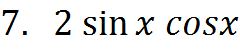 7. 2 sin x cosx